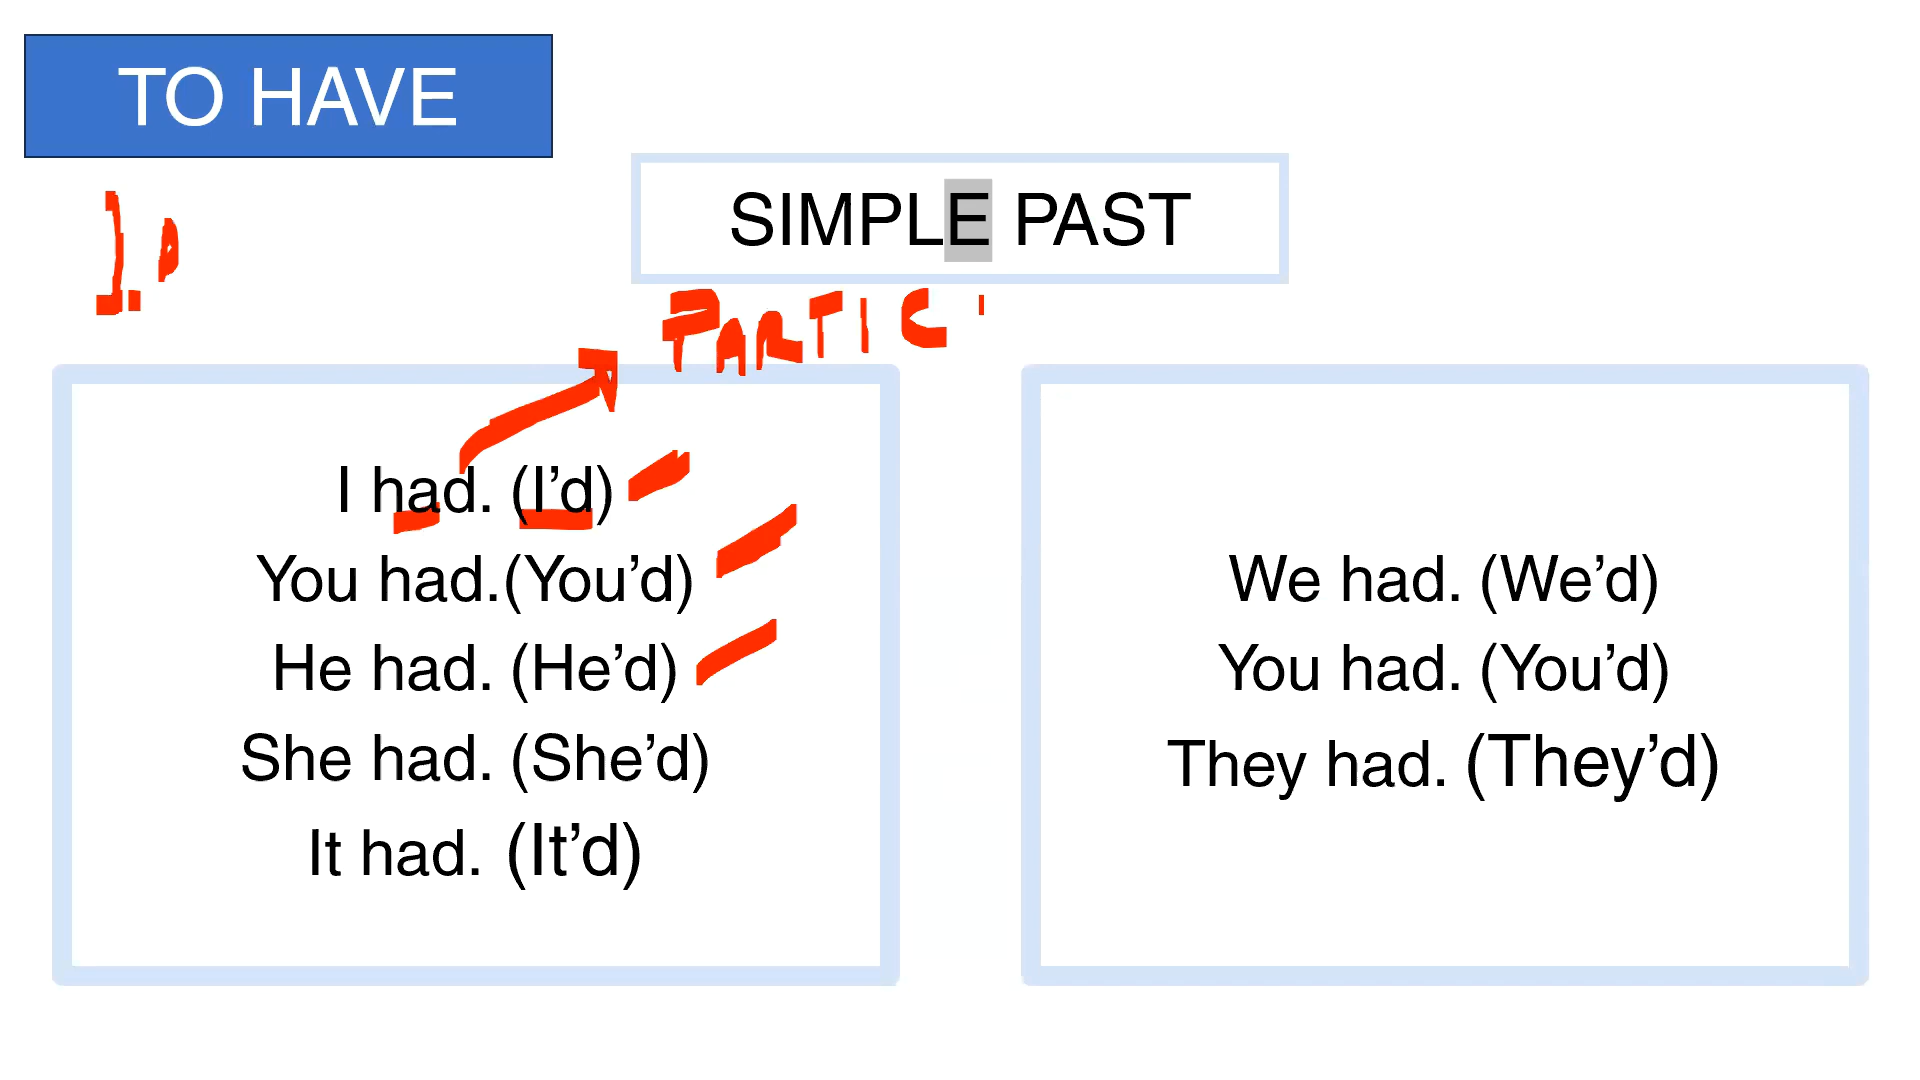 TO HAVE
SIMPLE PAST
PARTIC
I had. (I’d)
You had.(You’d)
He had. (He’d)
She had. (She’d)
It had. (It’d)
We had. (We’d)
You had. (You’d)
They had. (They’d)